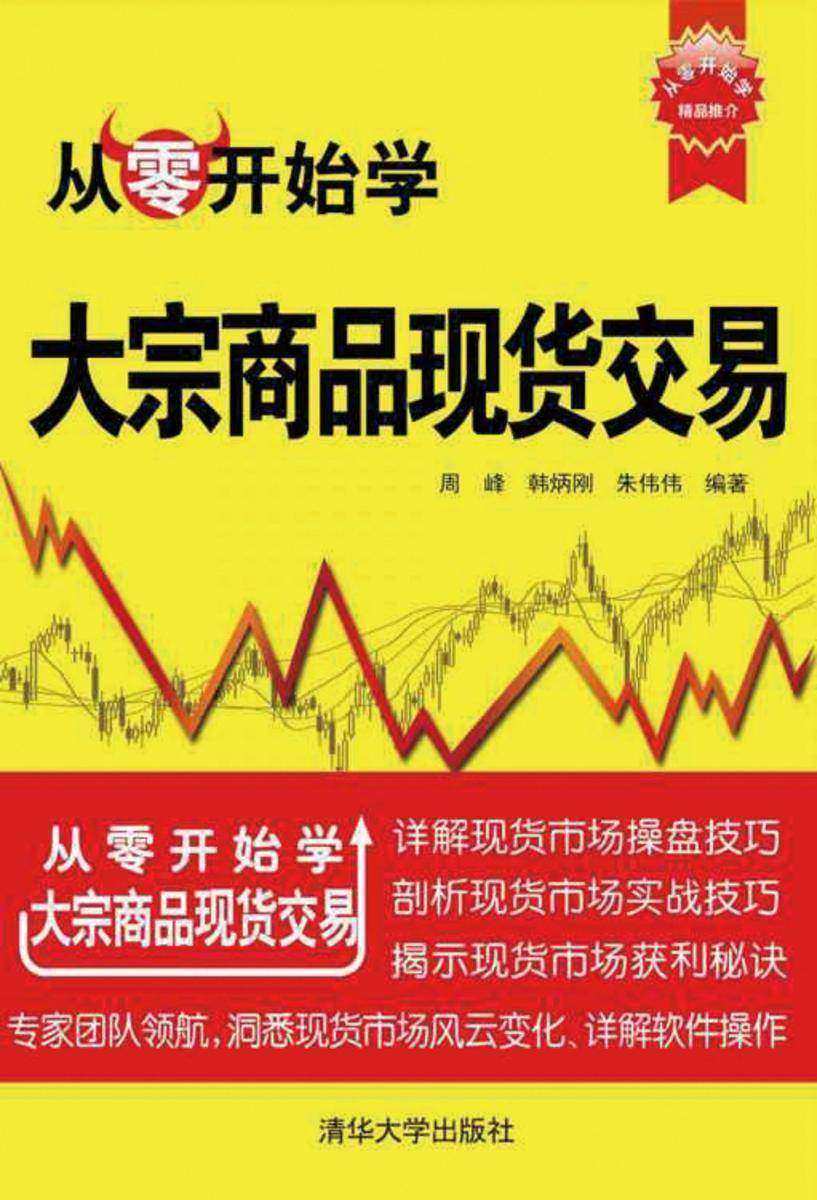 从零开始学
精品推介
从零开始学
大宗商品现货交易
周 峰 韩炳刚 朱伟伟 编著
从零开始学
大宗商品现货交易
详解现货市场操盘技巧
剖析现货市场实战技巧
揭示现货市场获利秘诀
专家团队领航,洞悉现货市场风云变化、详解软件操作
清华大学出版社